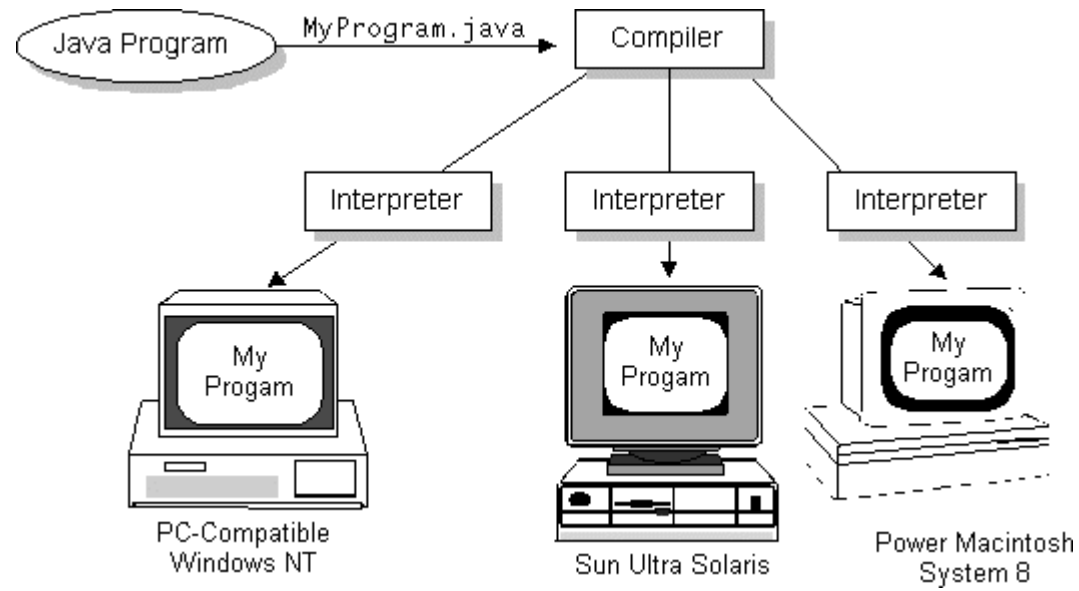 Java Program
MyProgram.java
Compiler
Interpreter
Interpreter
Interpreter
My
Progam
My
Progam
My
Progam
PC-Compatible
Windows NT
Sun Ultra Solaris
Power Macintosh
System 8